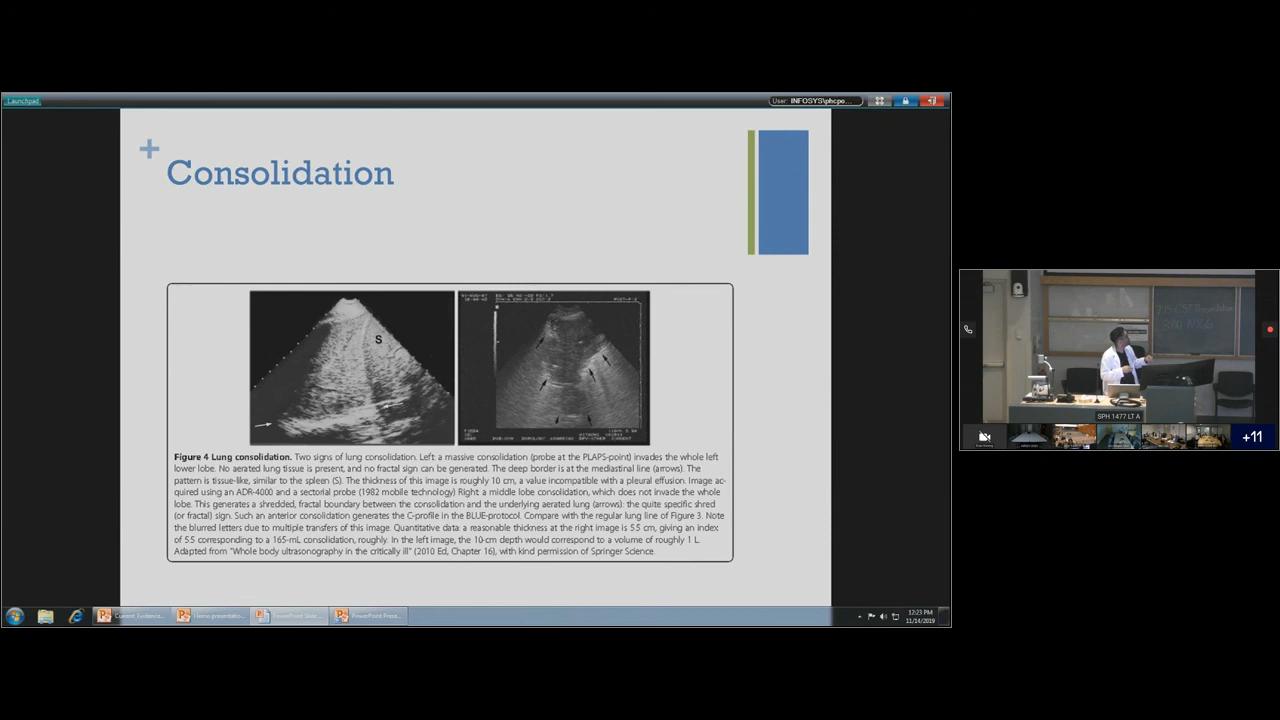 Launchpad
User: INFOSYS\phcpo...
+
Consolidation
S
Figure 4 Lung consolidation. Two signs of lung consolidation. Left: a massive consolidation (probe at the PLAPS-point) invades the whole left
lower lobe. No aerated lung tissue is present, and no fractal sign can be generated. The deep border is at the mediastinal line (arrows). The
pattern is tissue-like, similar to the spleen (S). The thickness of this image is roughly 10 cm, a value incompatible with a pleural effusion. Image ac-
quired using an ADR-4000 and a sectorial probe (1982 mobile technology) Right: a middle lobe consolidation, which does not invade the whole
lobe. This generates a shredded, fractal boundary between the consolidation and the underlying aerated lung (arrows): the quite specific shred
(or fractal) sign. Such an anterior consolidation generates the C-profile in the BLUE-protocol. Compare with the regular lung line of Figure 3. Note
the blurred letters due to multiple transfers of this image. Quantitative data: a reasonable thickness at the right image is 5.5 cm, giving an index
of 5.5 corresponding to a 165-mL consolidation, roughly. In the left image, the 10-cm depth would correspond to a volume of roughly 1 L.
Adapted from "Whole body ultrasonography in the critically ill" (2010 Ed, Chapter 16), with kind permission of Springer Science.
Current_Evidence...
PowerPoint Slide...
PowerPoint Prese...
12:23 PM
11/14/2019
SPH 1477 LT A
+11